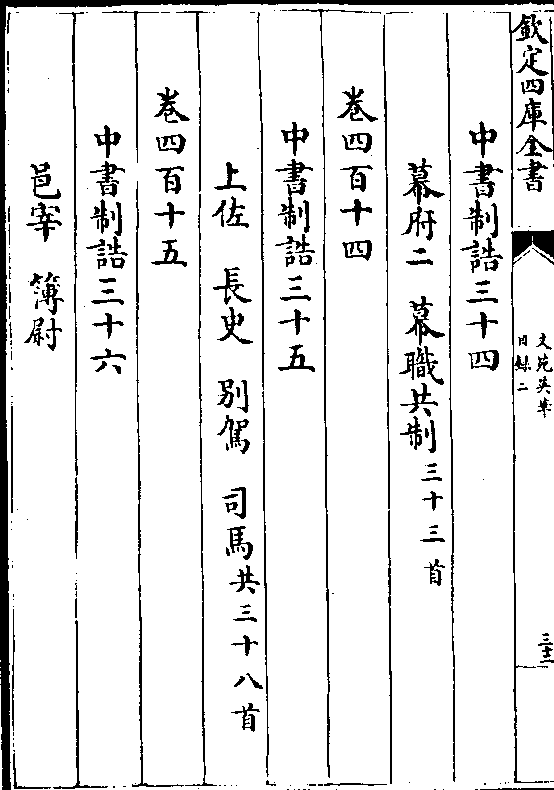 欽定四庫全書
文苑英華
目録二
三十二
中書制誥三十四
幕府二　幕職共制三十三首
卷四百十四
中書制誥三十五
上佐　長史　別駕　司馬共三十八首
卷四百十五
中書制誥三十六
邑宰　簿尉